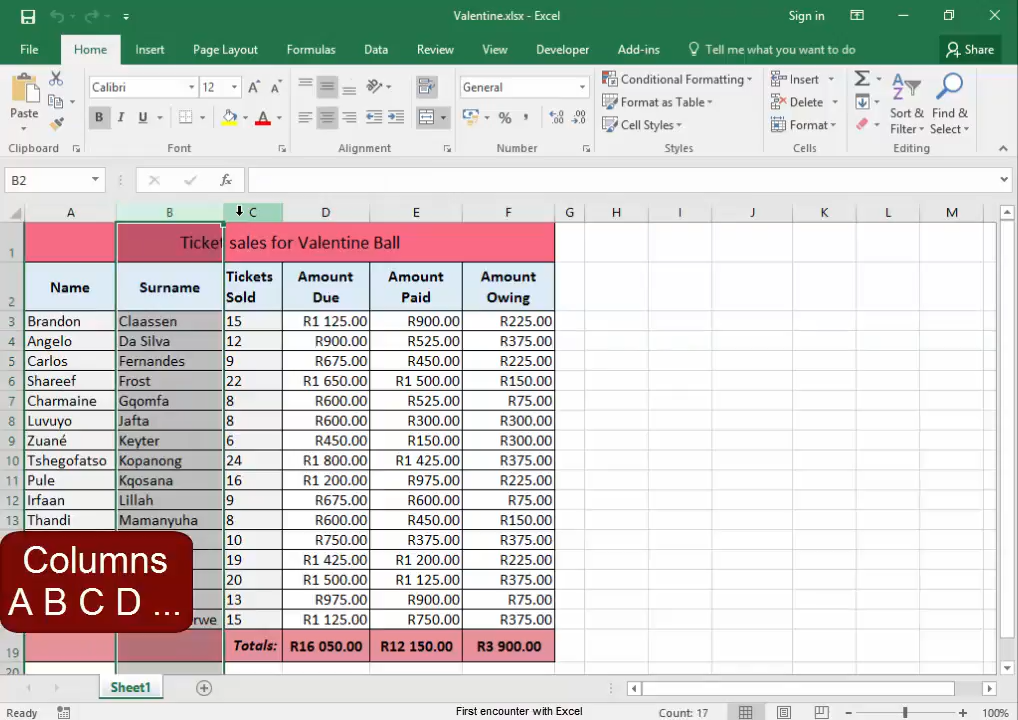 Valentine.xlsx - Excel
Sign in
File Home Insert Page Layout Formulas Data Review View Developer Add-ins Tell me what you want to do Share
Paste
Calibri 12 A A
B I U A
General
% ,
Conditional Formatting
Format as Table
Cell Styles
Insert
Delete
Format
Σ
Sort & Filter
Find & Select
Clipboard Font Alignment Number Styles Cells Editing
B2 fx
A B C D E F G H I J K L M
1 Ticket sales for Valentine Ball
2 Name Surname Tickets Sold Amount Due Amount Paid Amount Owing
3 Brandon Claassen 15 R1 125.00 R900.00 R225.00
4 Angelo Da Silva 12 R900.00 R525.00 R375.00
5 Carlos Fernandes 9 R675.00 R450.00 R225.00
6 Shareef Frost 22 R1 650.00 R1 500.00 R150.00
7 Charmaine Gqomfa 8 R600.00 R525.00 R75.00
8 Luvuyo Jafta 8 R600.00 R300.00 R300.00
9 Zuané Keyter 6 R450.00 R150.00 R300.00
10 Tshegofatso Kopanong 24 R1 800.00 R1 425.00 R375.00
11 Pule Kqosana 16 R1 200.00 R975.00 R225.00
12 Irfaan Lillah 9 R675.00 R600.00 R75.00
13 Thandi Mamanyuha 8 R600.00 R450.00 R150.00
10 R750.00 R375.00 R375.00
19 R1 425.00 R1 200.00 R225.00
20 R1 500.00 R1 125.00 R375.00
13 R975.00 R900.00 R75.00
rwe 15 R1 125.00 R750.00 R375.00
19 Totals: R16 050.00 R12 150.00 R3 900.00
20
Columns
A B C D ...
Sheet1
Ready First encounter with Excel Count: 17 100%